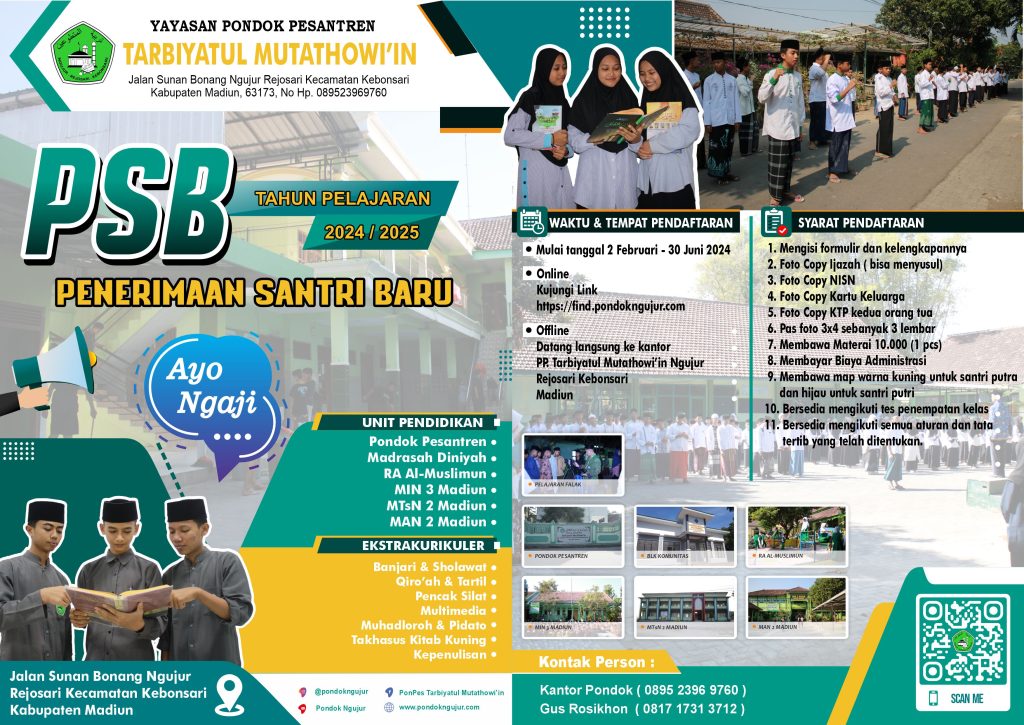 YAYASAN PONDOK PESANTREN
TARBIYATUL MUTATHOWI'IN
Jalan Sunan Bonang Ngujur Rejosari Kecamatan Kebonsari
Kabupaten Madiun, 63173, No Hp. 089523969760
PSB
TAHUN PELAJARAN
2024 / 2025
PENERIMAAN SANTRI BARU
Ayo
Ngaji
UNIT PENDIDIKAN
Pondok Pesantren
Madrasah Diniyah
RA Al-Muslimun
MIN 3 Madiun
MTsN 2 Madiun
MAN 2 Madiun
EKSTRAKURIKULER
Banjari & Sholawat
Qiro'ah & Tartil
Pencak Silat
Multimedia
Muhadloroh & Pidato
Takhasus Kitab Kuning
Kepenulisan
Jalan Sunan Bonang Ngujur
Rejosari Kecamatan Kebonsari
Kabupaten Madiun
@pondokngujur
PonPes Tarbiyatul Mutathowi'in
Pondok Ngujur
www.pondokngujur.com
WAKTU & TEMPAT PENDAFTARAN
Mulai tanggal 2 Februari - 30 Juni 2024
Online
Kujungi Link
https://find.pondokngujur.com
Offline
Datang langsung ke kantor
PP. Tarbiyatul Mutathowi'in Ngujur
Rejosari Kebonsari
Madiun
SYARAT PENDAFTARAN
1. Mengisi formulir dan kelengkapannya
2. Foto Copy Ijazah ( bisa menyusul)
3. Foto Copy NISN
4. Foto Copy Kartu Keluarga
5. Foto Copy KTP kedua orang tua
6. Pas foto 3x4 sebanyak 3 lembar
7. Membawa Materai 10.000 (1 pcs)
8. Membayar Biaya Administrasi
9. Membawa map warna kuning untuk santri putra
dan hijau untuk santri putri
10. Bersedia mengikuti tes penempatan kelas
11. Bersedia mengikuti semua aturan dan tata
tertib yang telah ditentukan.
PELAJARAN FALAK
PONDOK PESANTREN
BLK KOMUNITAS
RA AL-MUSLIMUN
MIN 3 MADIUN
MTsN 2 MADIUN
MAN 2 MADIUN
Kontak Person :
Kantor Pondok ( 0895 2396 9760 )
Gus Rosikhon ( 0817 1731 3712 )
SCAN ME